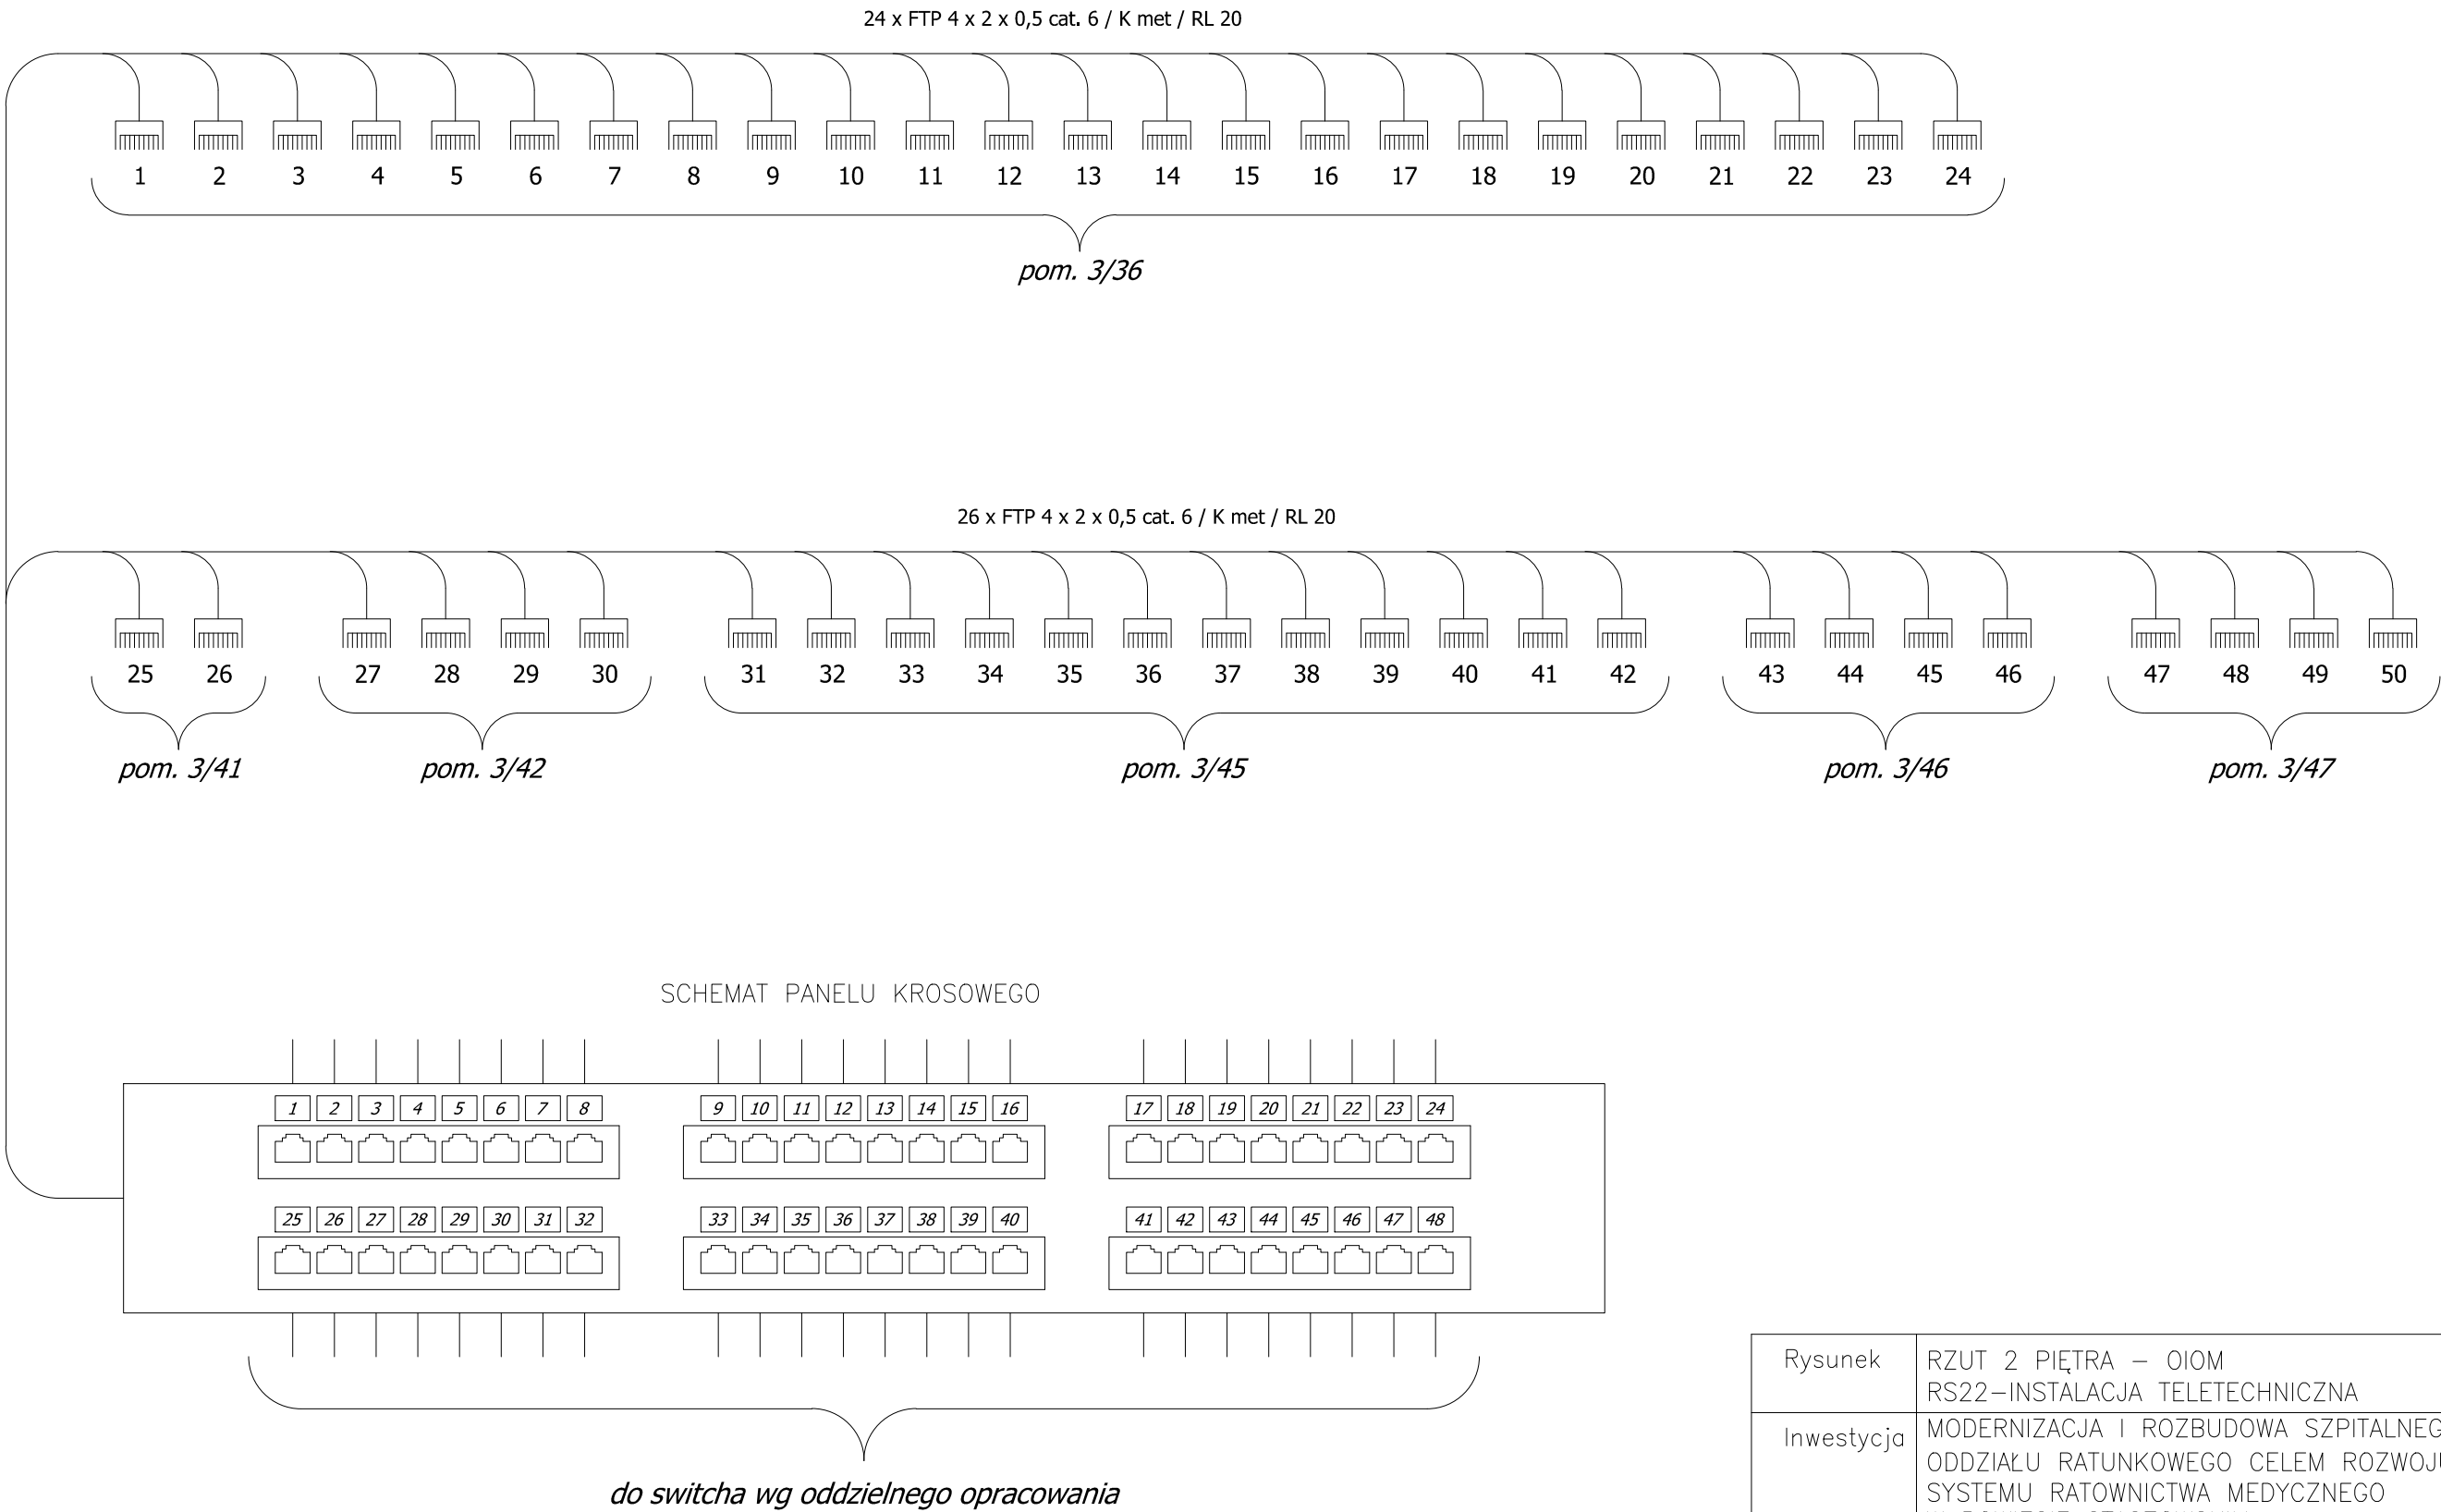 24 x FTP 4 x 2 x 0,5 cat. 6 / K met / RL 20
1 2 3 4 5 6 7 8 9 10 11 12 13 14 15 16 17 18 19 20 21 22 23 24
pom. 3/36
26 x FTP 4 x 2 x 0,5 cat. 6 / K met / RL 20
25 26 27 28 29 30 31 32 33 34 35 36 37 38 39 40 41 42 43 44 45 46 47 48 49 50
pom. 3/41 pom. 3/42 pom. 3/45 pom. 3/46 pom. 3/47
SCHEMAT PANELU KROSOWEGO
1 2 3 4 5 6 7 8 9 10 11 12 13 14 15 16 17 18 19 20 21 22 23 24
25 26 27 28 29 30 31 32 33 34 35 36 37 38 39 40 41 42 43 44 45 46 47 48
do switcha wg oddzielnego opracowania
Rysunek RZUT 2 PIĘTRA – OIOM
RS22–INSTALACJA TELETECHNICZNA
Inwestycja MODERNIZACJA I ROZBUDOWA SZPITALNEG
ODDZIAŁU RATUNKOWEGO CELEM ROZWOJU
SYSTEMU RATOWNICTWA MEDYCZNEGO